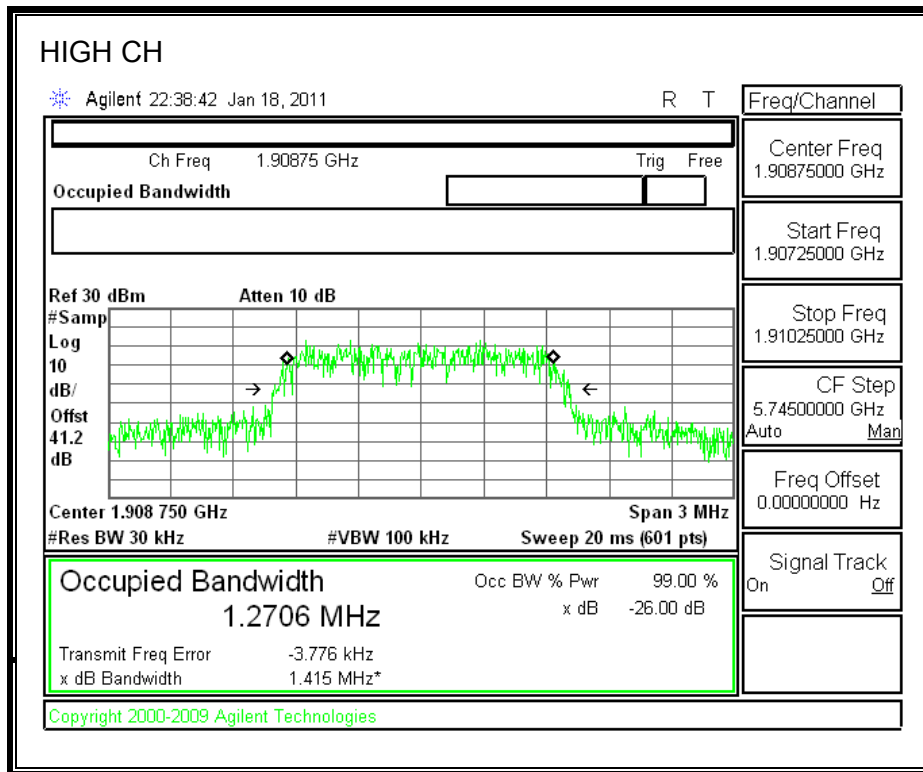 HIGH CH
Agilent 22:38:42 Jan 18, 2011 R T
Freq/Channel
Ch Freq 1.90875 GHz Trig Free
Occupied Bandwidth
Center Freq
1.90875000 GHz
Start Freq
1.90725000 GHz
Stop Freq
1.91025000 GHz
CF Step
5.74500000 GHz
Auto Man
Freq Offset
0.00000000 Hz
Signal Track
On Off
Ref 30 dBm Atten 10 dB
#Samp
Log
10
dB/
Offst
41.2
dB
Center 1.908 750 GHz Span 3 MHz
#Res BW 30 kHz #VBW 100 kHz Sweep 20 ms (601 pts)
Occupied Bandwidth Occ BW % Pwr 99.00 %
1.2706 MHz x dB -26.00 dB
Transmit Freq Error -3.776 kHz
x dB Bandwidth 1.415 MHz*
Copyright 2000-2009 Agilent Technologies